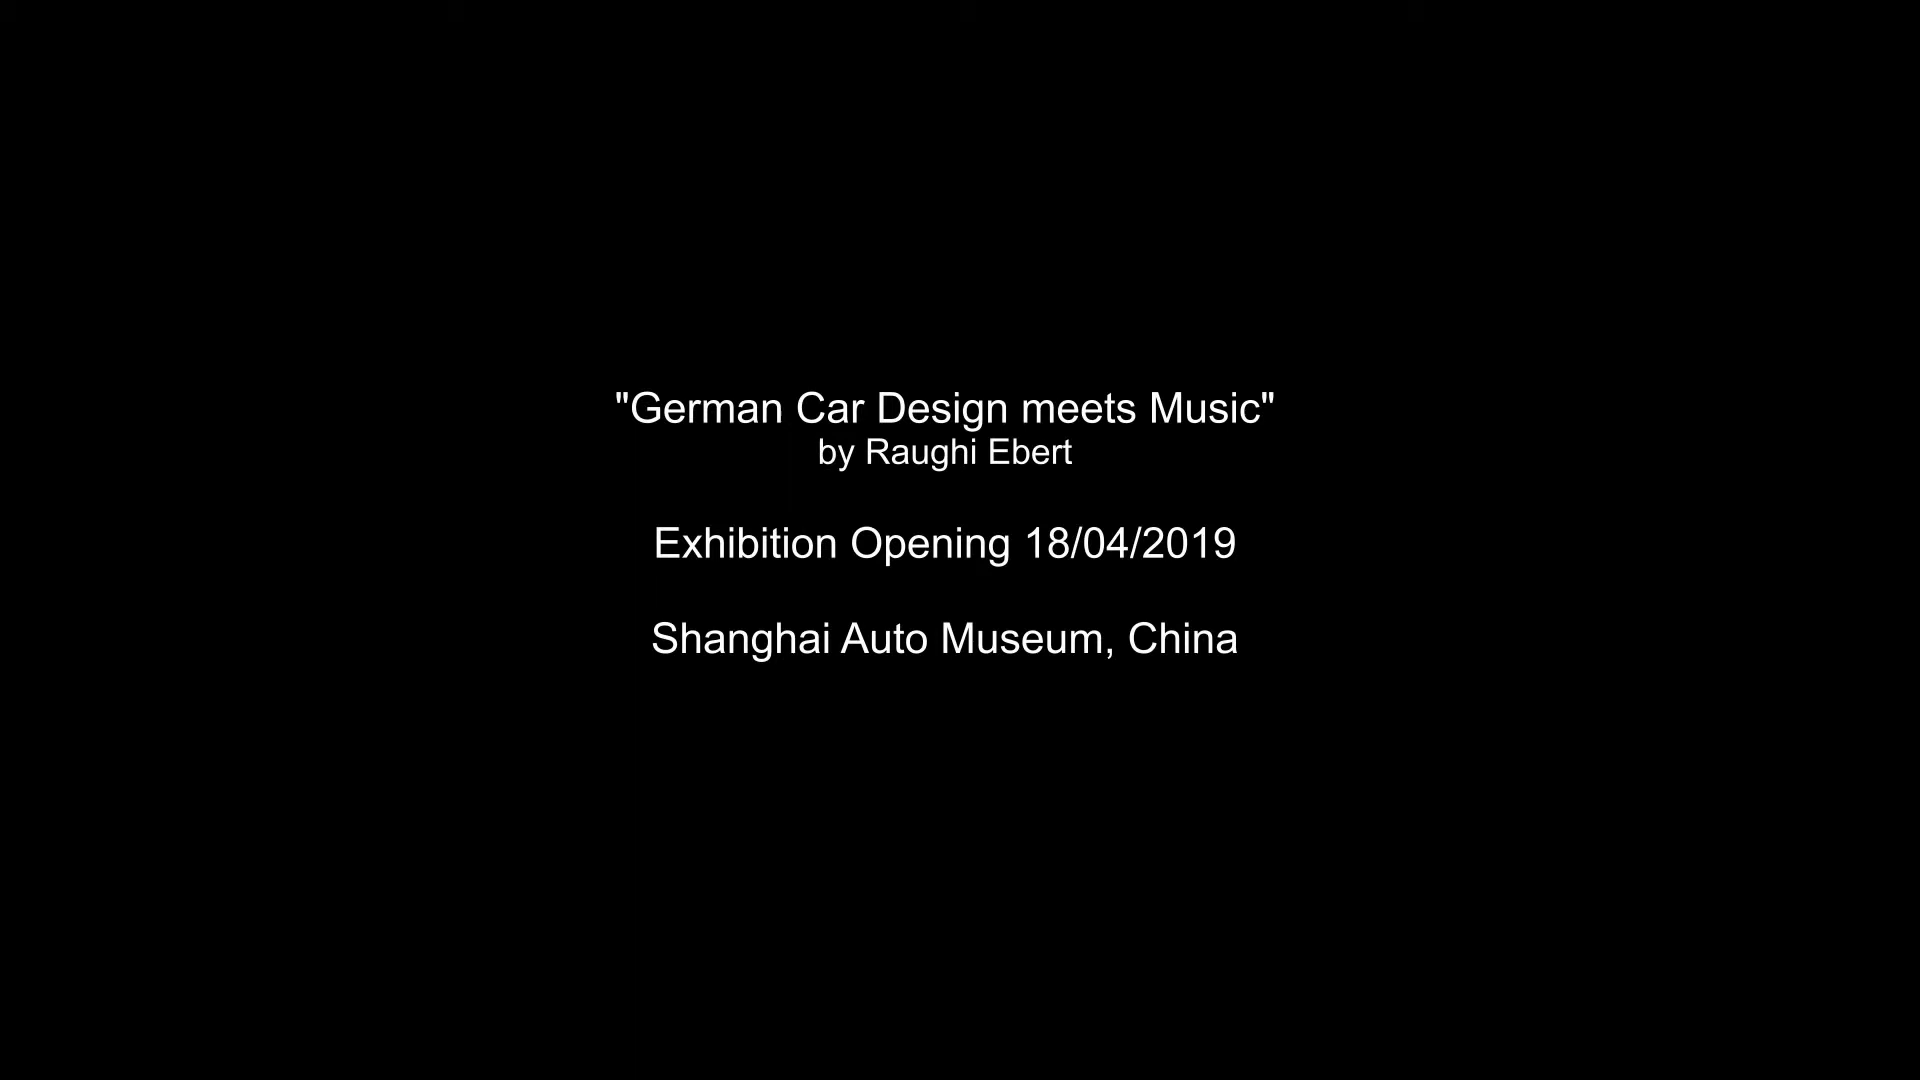 "German Car Design meets Music"
by Raughi Ebert
Exhibition Opening 18/04/2019
Shanghai Auto Museum, China